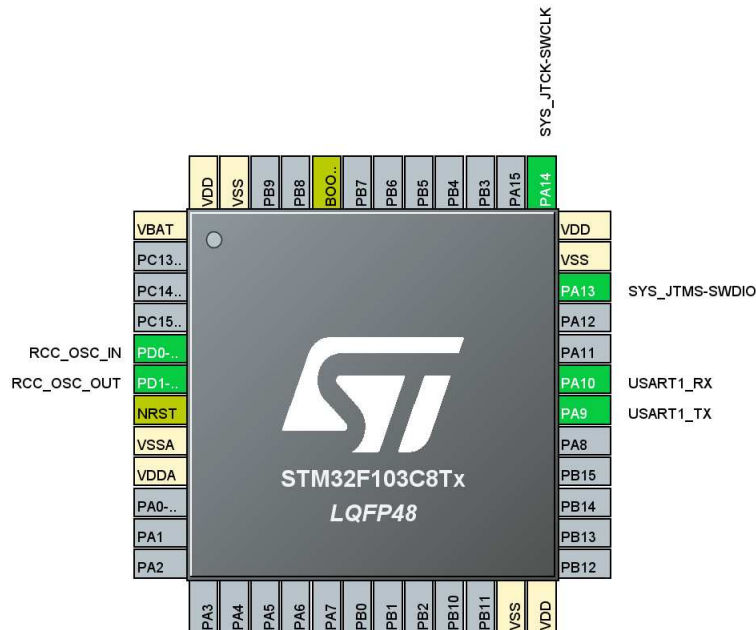 SYS_JTCK-SWCLK
VDD
VSS
PB9
PB8
BOO..
PB7
PB6
PB5
PB4
PB3
PA15
PA14
VBAT
PC13..
PC14..
PC15..
RCC_OSC_IN PD0-..
RCC_OSC_OUT PD1-..
NRST
VSSA
VDDA
PA0-..
PA1
PA2
ST
STM32F103C8Tx
LQFP48
VDD
VSS
PA13 SYS_JTMS-SWDIO
PA12
PA11
PA10 USART1_RX
PA9 USART1_TX
PA8
PB15
PB14
PB13
PB12
PA3
PA4
PA5
PA6
PA7
PB0
PB1
PB2
PB10
PB11
VSS
VDD